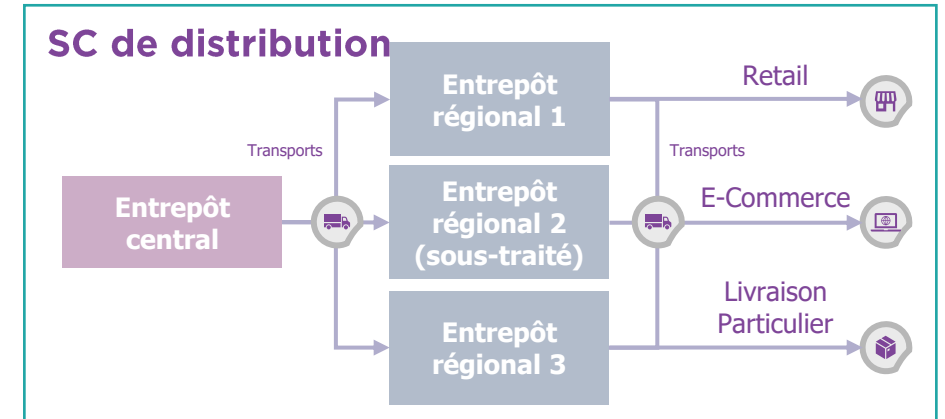 SC de distribution
Entrepôt
régional 1
Retail
Transports
Transports
Entrepôt
central
Entrepôt
régional 2
(sous-traité)
E-Commerce
Livraison
Particulier
Entrepôt
régional 3